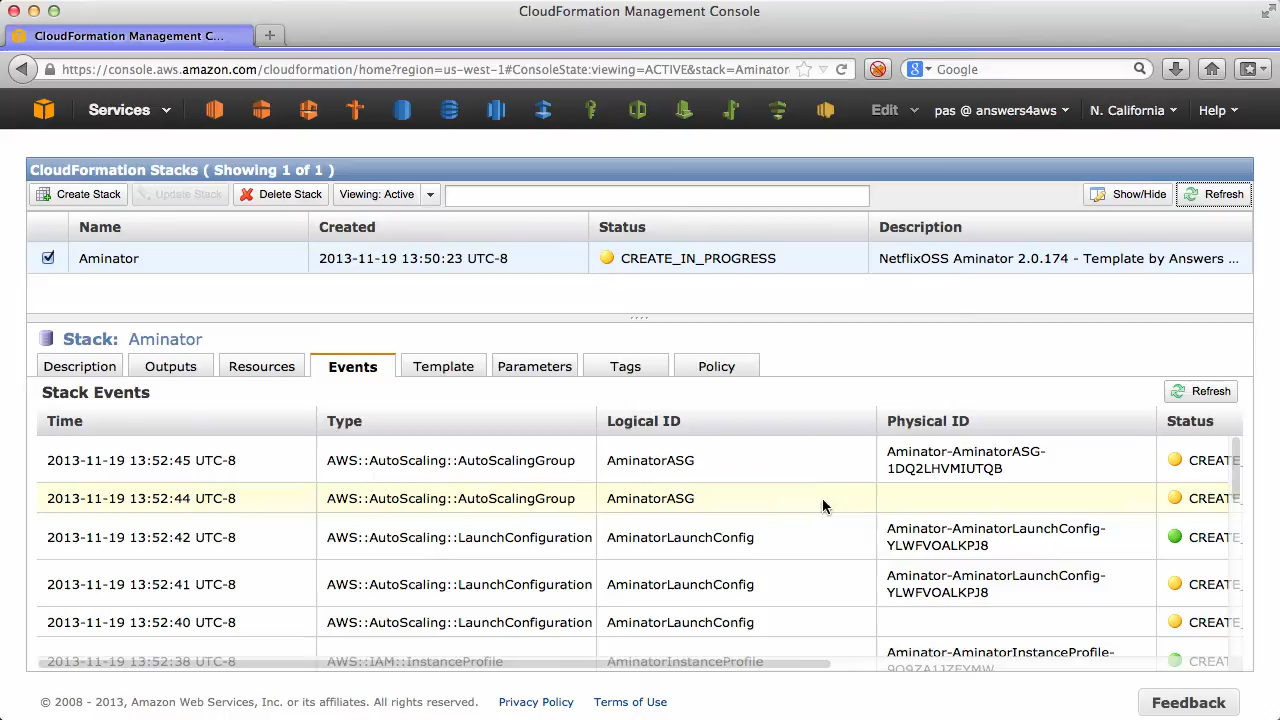 CloudFormation Management Console
CloudFormation Management C...
https://console.aws.amazon.com/cloudformation/home?region=us-west-1#ConsoleState:viewing=ACTIVE&stack=Aminator
Google
Services
Edit
pas @ answers4aws
N. California
Help
CloudFormation Stacks ( Showing 1 of 1 )
Create Stack
Update Stack
Delete Stack
Viewing: Active
Show/Hide
Refresh
Name Created Status Description
Aminator 2013-11-19 13:50:23 UTC-8 CREATE_IN_PROGRESS NetflixOSS Aminator 2.0.174 - Template by Answers ...
Stack: Aminator
Description Outputs Resources Events Template Parameters Tags Policy
Stack Events
Refresh
Time Type Logical ID Physical ID Status
2013-11-19 13:52:45 UTC-8 AWS::AutoScaling::AutoScalingGroup AminatorASG Aminator-AminatorASG-
1DQ2LHVMIUTQB CREATE_
2013-11-19 13:52:44 UTC-8 AWS::AutoScaling::AutoScalingGroup AminatorASG CREATE_
2013-11-19 13:52:42 UTC-8 AWS::AutoScaling::LaunchConfiguration AminatorLaunchConfig Aminator-AminatorLaunchConfig-
YLWFVOALKPJ8 CREATE_
2013-11-19 13:52:41 UTC-8 AWS::AutoScaling::LaunchConfiguration AminatorLaunchConfig Aminator-AminatorLaunchConfig-
YLWFVOALKPJ8 CREATE_
2013-11-19 13:52:40 UTC-8 AWS::AutoScaling::LaunchConfiguration AminatorLaunchConfig CREATE_
2013-11-19 13:52:38 UTC-8 AWS::IAM::InstanceProfile AminatorInstanceProfile Aminator-AminatorInstanceProfile-
CREATE_
© 2008 - 2013, Amazon Web Services, Inc. or its affiliates. All rights reserved.
Privacy Policy
Terms of Use
Feedback